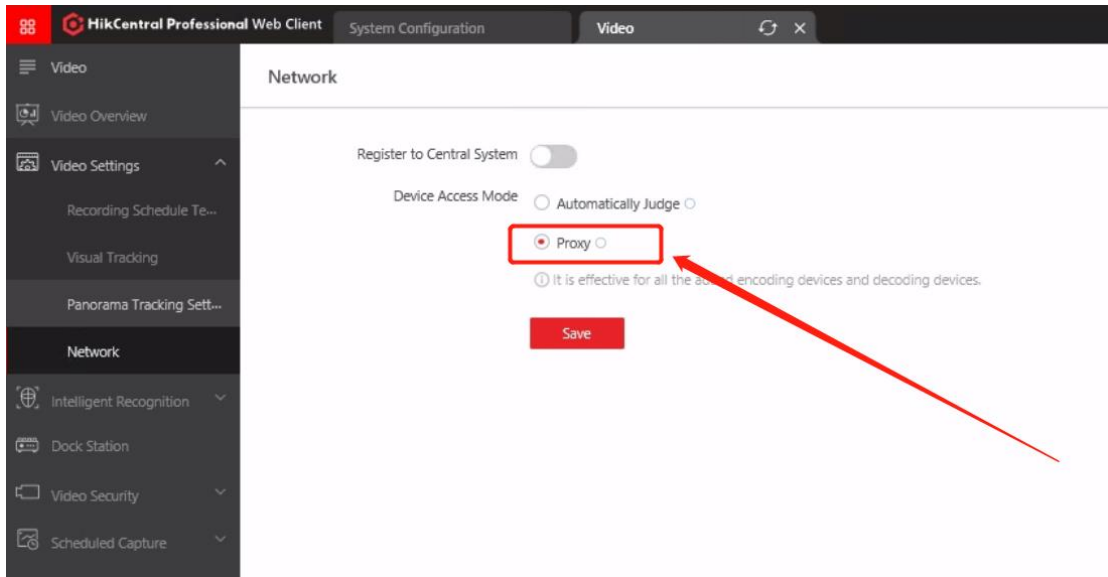 HikCentral Professional Web Client
System Configuration
Video
Video
Video Overview
Video Settings
Recording Schedule Te...
Visual Tracking
Panorama Tracking Sett...
Network
Intelligent Recognition
Dock Station
Video Security
Scheduled Capture
Network
Register to Central System
Device Access Mode
Automatically Judge
Proxy
It is effective for all the added encoding devices and decoding devices.
Save